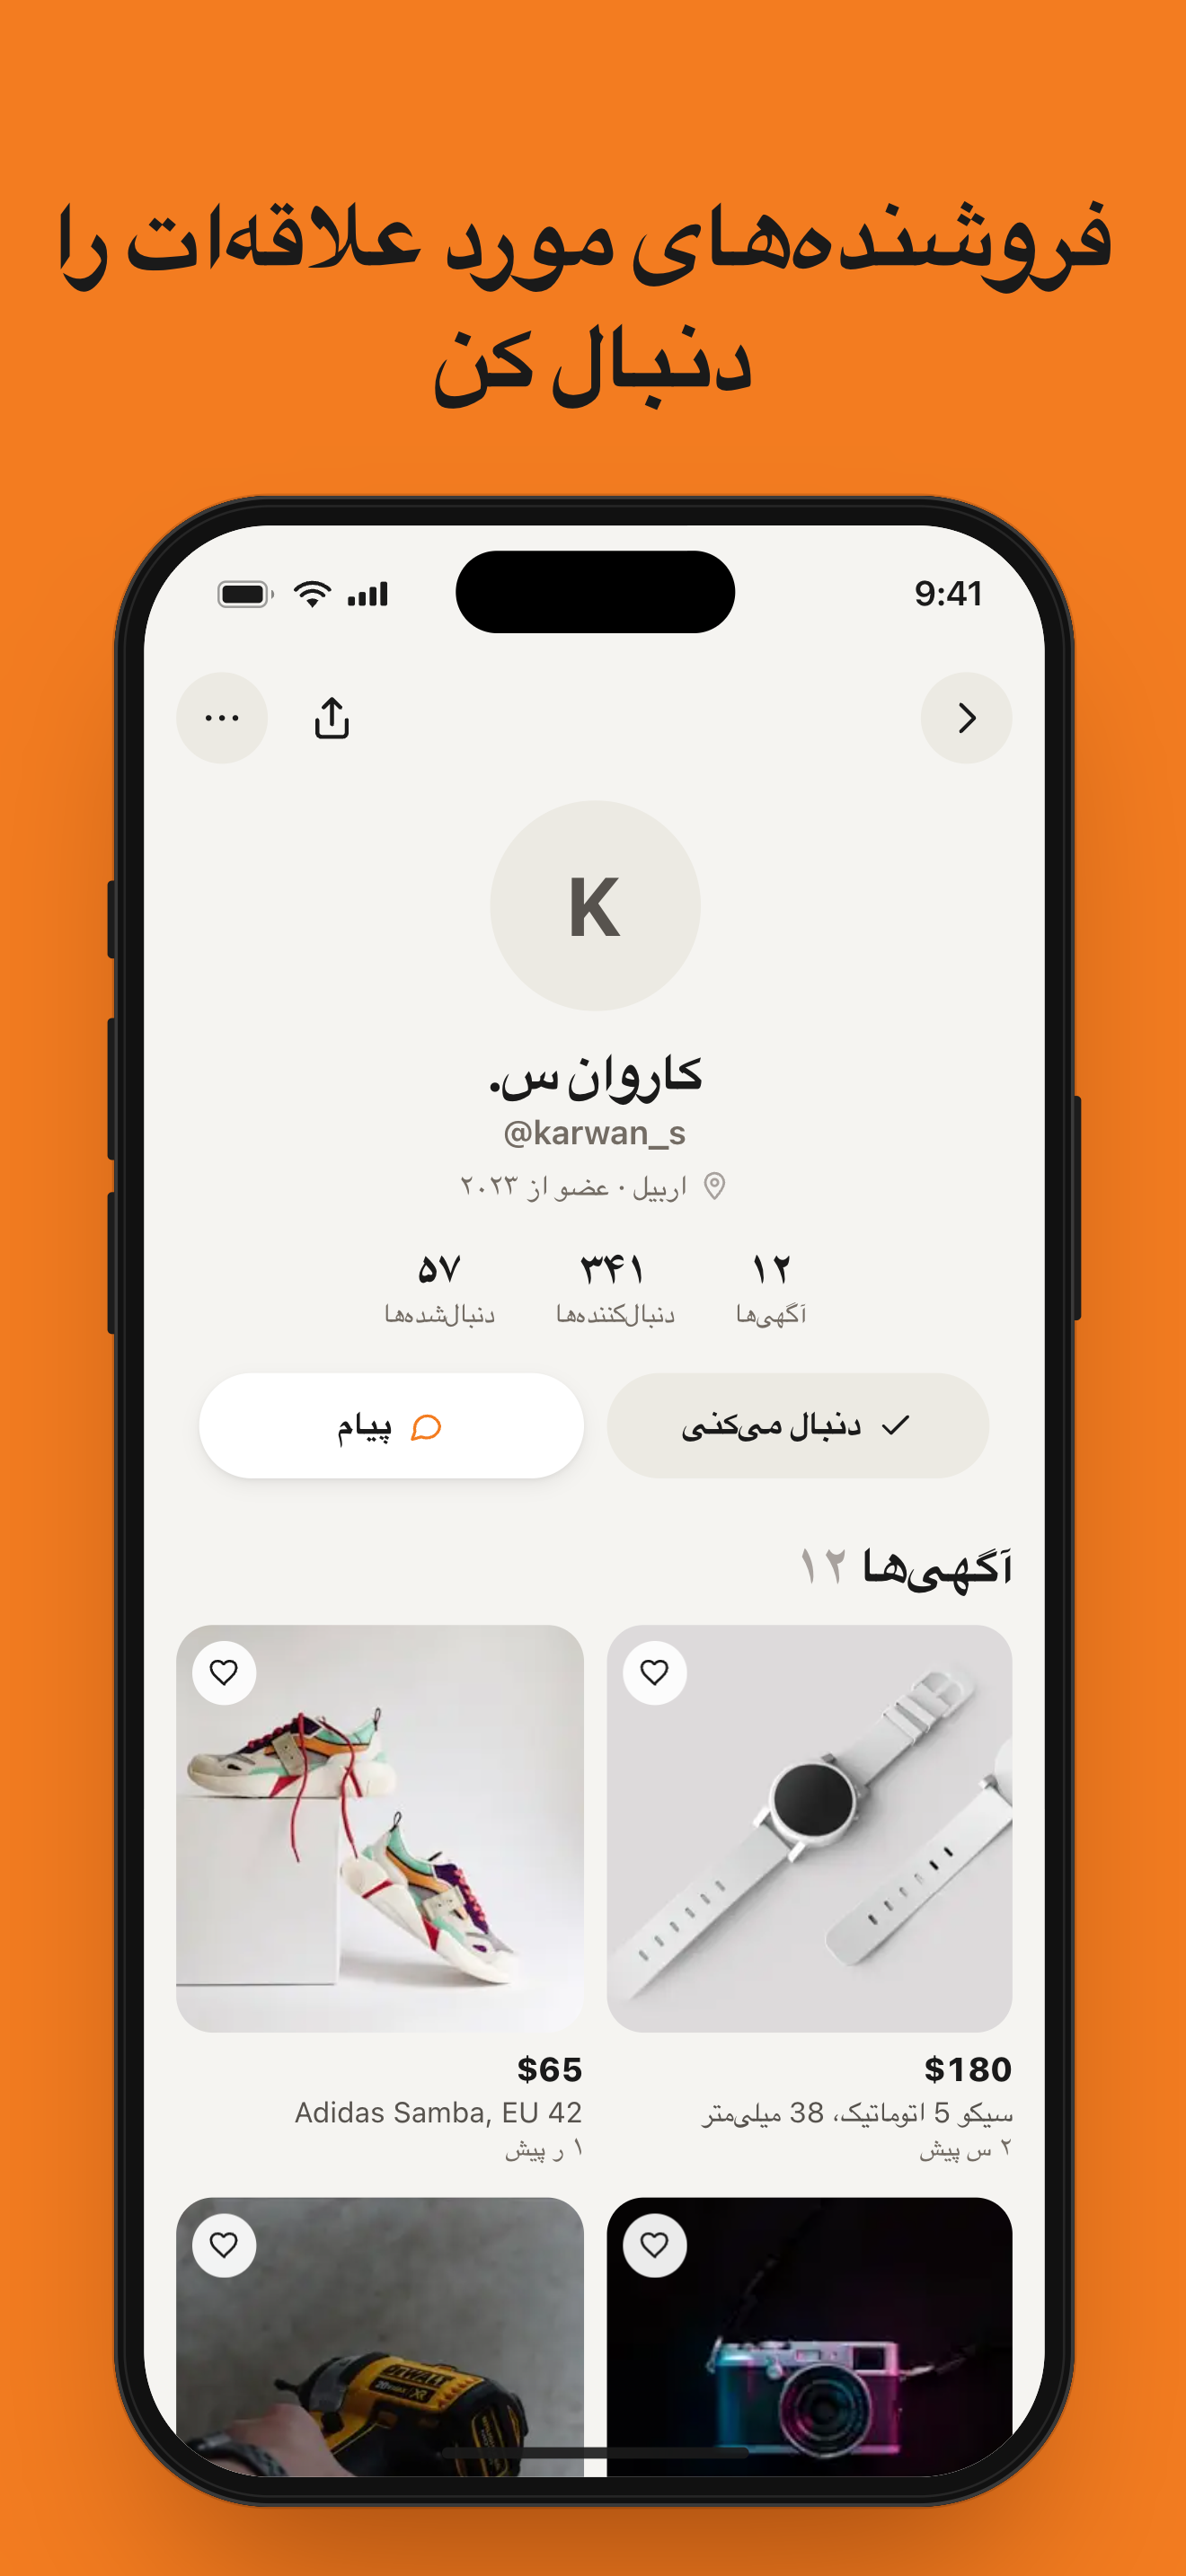 فروشنده‌های مورد علاقه‌ات را
دنبال کن
9:41
K
کاروان س.
@karwan_s
اربیل · عضو از ۲۰۲۳
۱۲ ۳۴۱ ۵۷
آگهی‌ها دنبال‌کننده‌ها دنبال‌شده‌ها
دنبال می‌کنی پیام
آگهی‌ها ۱۲
$180 $65
سیکو 5 اتوماتیک، 38 میلی‌متر Adidas Samba, EU 42
۲ س پیش ۱ ر پیش
DEWALT